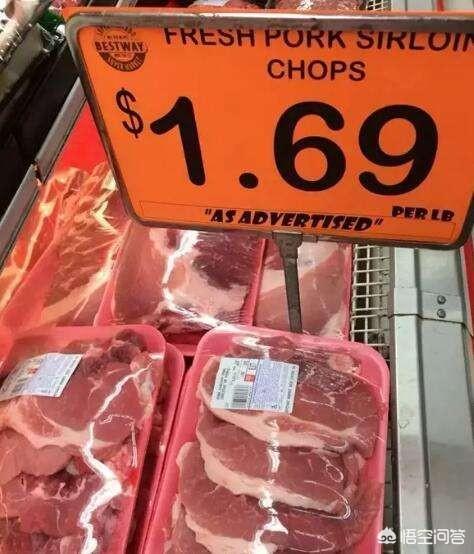 BESTWAY
FRESH PORK SIRLOIN
CHOPS
$1.69
PER LB
"AS ADVERTISED"
悟空问答